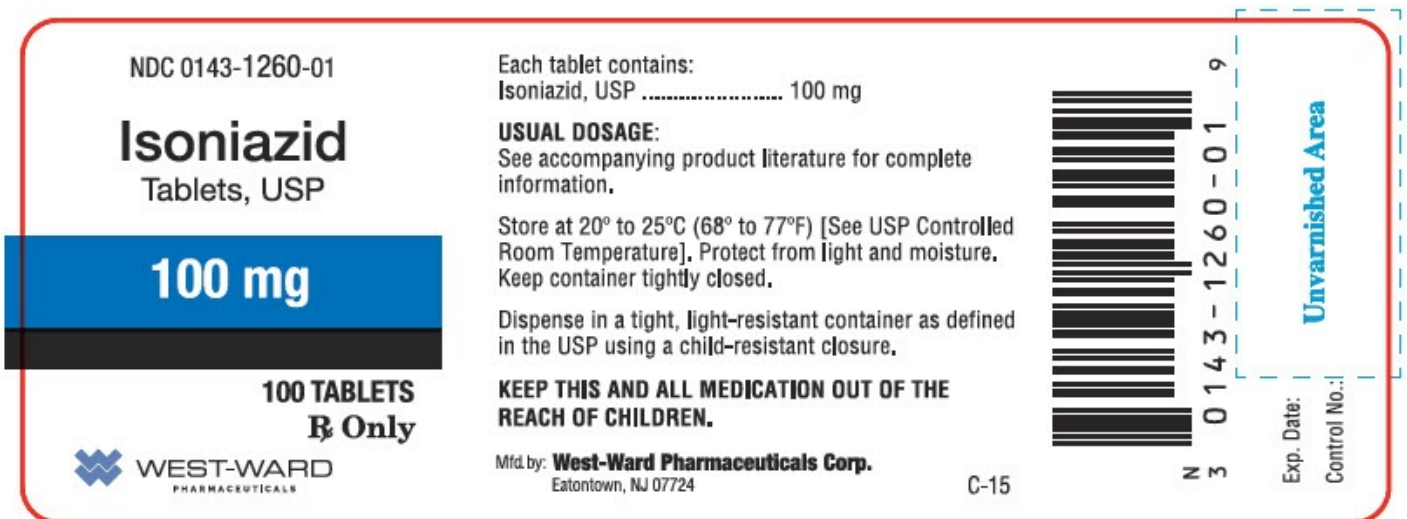 NDC 0143-1260-01
Isoniazid
Tablets, USP
100 mg
100 TABLETS
℞ Only
WEST-WARD
PHARMACEUTICALS
Each tablet contains:
Isoniazid, USP ........................ 100 mg
USUAL DOSAGE:
See accompanying product literature for complete
information.
Store at 20º to 25ºC (68º to 77ºF) [See USP Controlled
Room Temperature]. Protect from light and moisture.
Keep container tightly closed.
Dispense in a tight, light-resistant container as defined
in the USP using a child-resistant closure.
KEEP THIS AND ALL MEDICATION OUT OF THE
REACH OF CHILDREN.
Mfd. by: West-Ward Pharmaceuticals Corp.
Eatontown, NJ 07724
C-15
N
3 0143-1260-01 9
Unvarnished Area
Exp. Date:
Control No.: